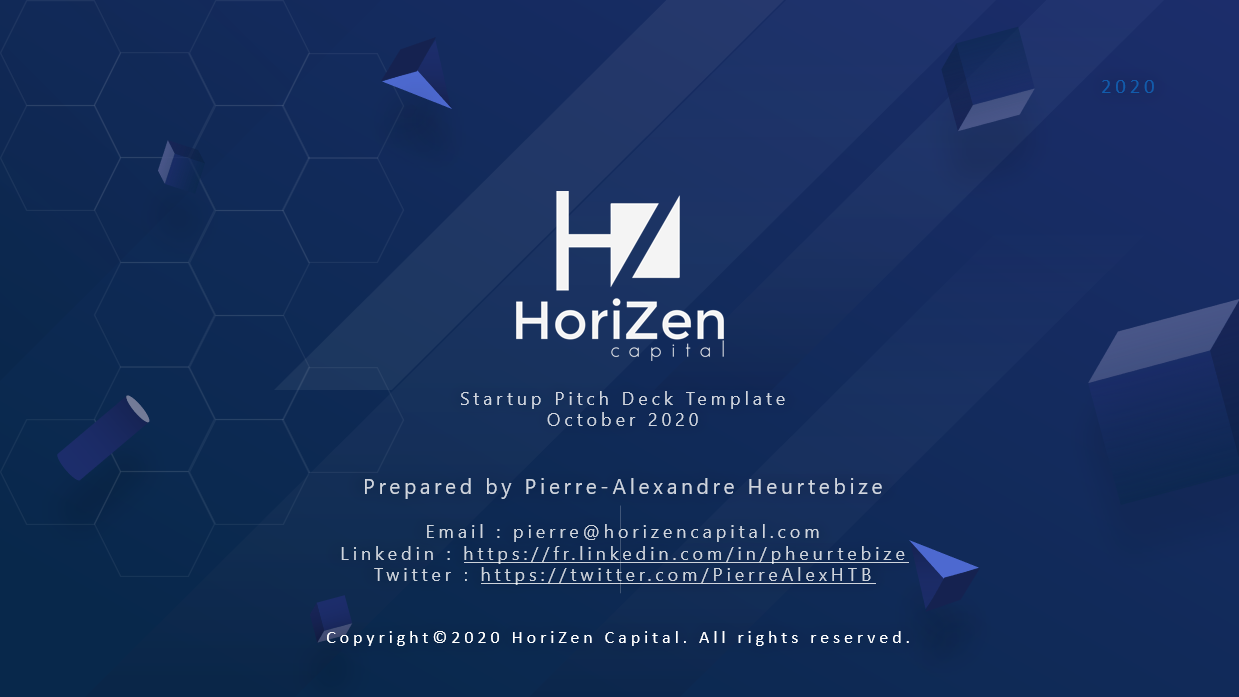 2020
HZ
HoriZen
capital
Startup Pitch Deck Template
October 2020
Prepared by Pierre-Alexandre Heurtebize
Email : pierre@horizencapital.com
Linkedin : https://fr.linkedin.com/in/pheurtebize
Twitter : https://twitter.com/PierreAlexHTB
Copyright©2020 HoriZen Capital. All rights reserved.